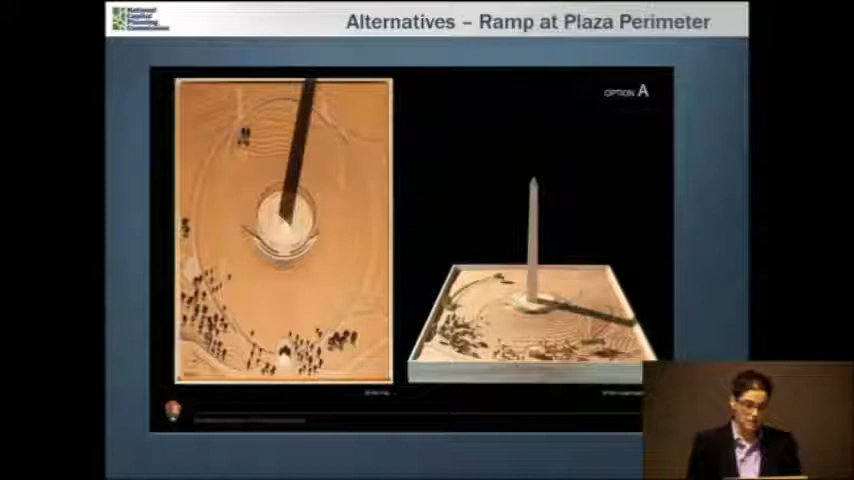 National
Capital
Planning
Commission
Alternatives – Ramp at Plaza Perimeter
OPTION A